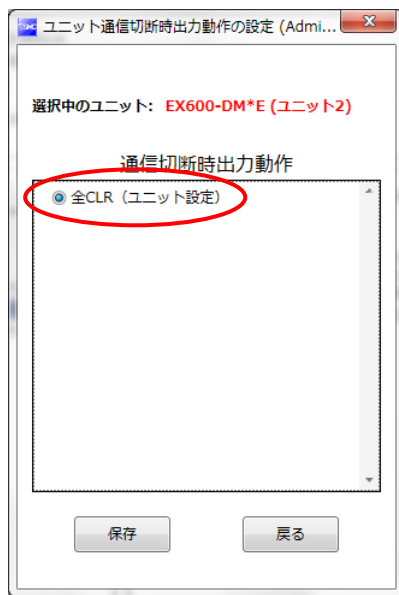 ユニット通信切断時出力動作の設定 (Admi...
選択中のユニット: EX600-DM*E (ユニット2)
通信切断時出力動作
全CLR（ユニット設定）
保存
戻る